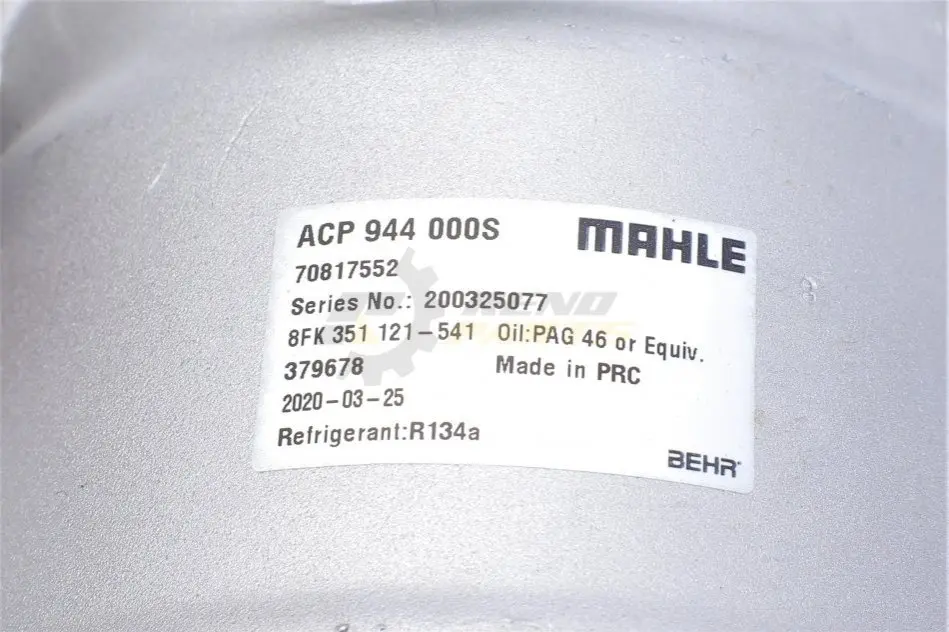 ACP 944 000S
MAHLE
70817552
Series No.: 200325077
8FK 351 121-541 Oil:PAG 46 or Equiv.
379678 Made in PRC
2020-03-25
Refrigerant:R134a
BEHR